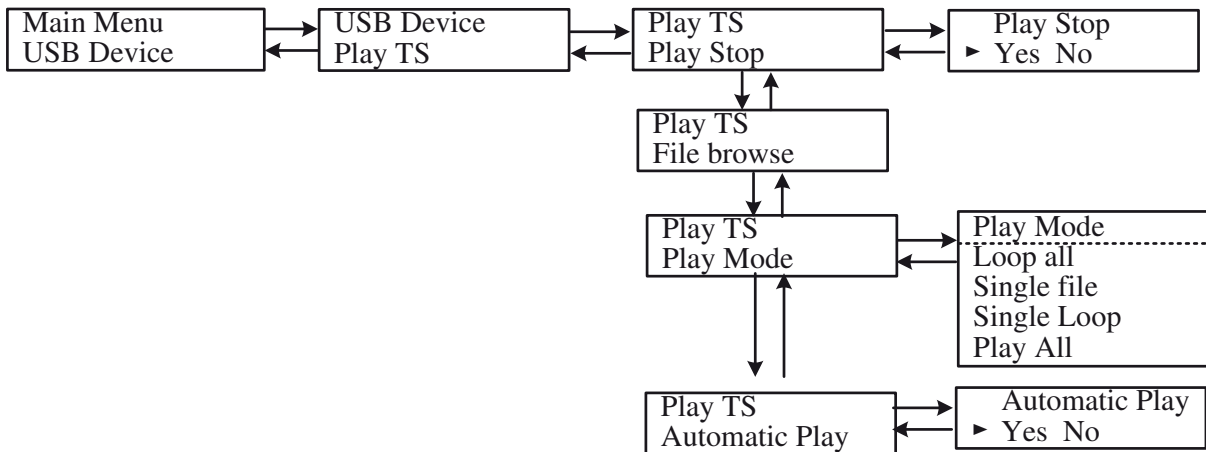 Main Menu
USB Device
USB Device
Play TS
Play TS
Play Stop
Play Stop
► Yes No
Play TS
File browse
Play TS
Play Mode
Play Mode
Loop all
Single file
Single Loop
Play All
Play TS
Automatic Play
Automatic Play
► Yes No